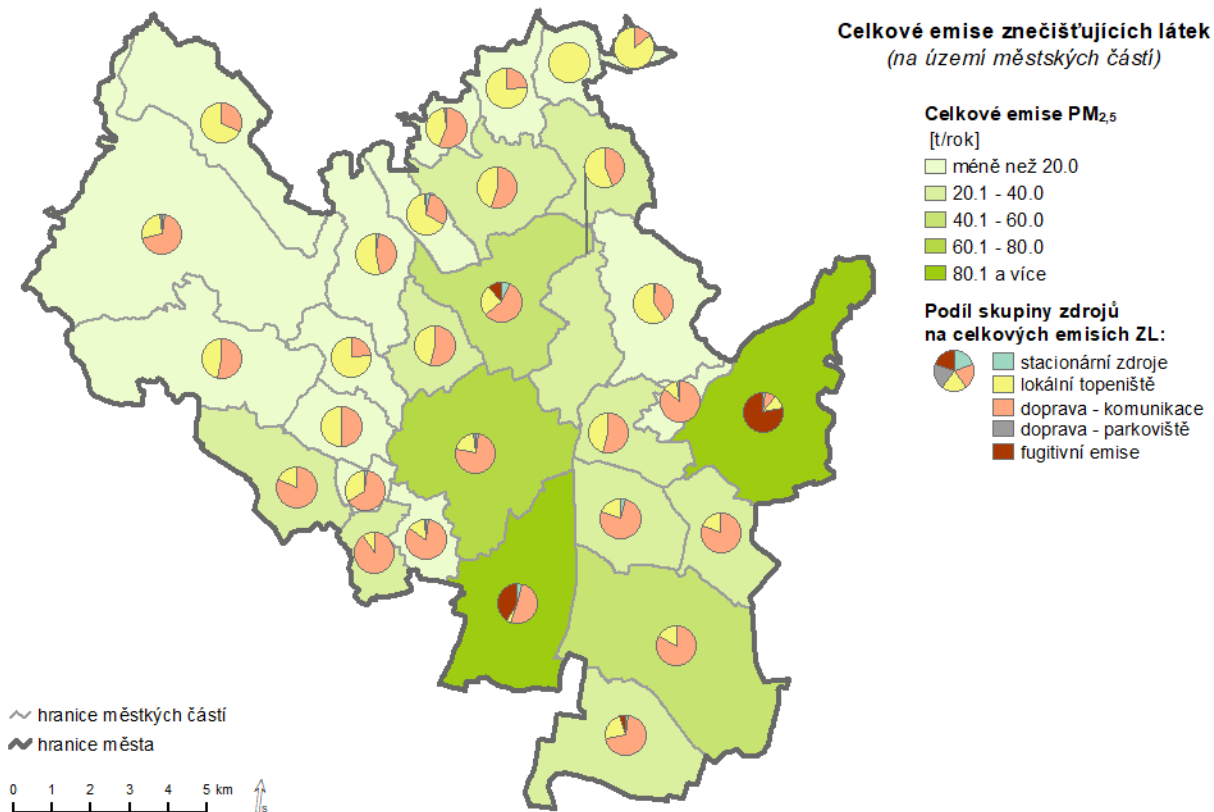 Celkové emise znečišťujících látek
(na území městských částí)
Celkové emise PM2,5
[t/rok]
méně než 20.0
20.1 - 40.0
40.1 - 60.0
60.1 - 80.0
80.1 a více
Podíl skupiny zdrojů
na celkových emisích ZL:
stacionární zdroje
lokální topeniště
doprava - komunikace
doprava - parkoviště
fugitivní emise
hranice městkých částí
hranice města
0 1 2 3 4 5 km
s